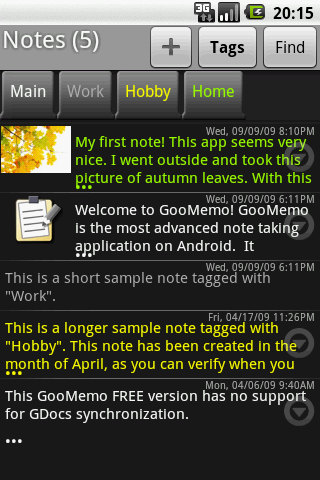 3G 20:15
Notes (5) + Tags Find
Main Work Hobby Home
Wed, 09/09/09 8:10PM
My first note! This app seems very
nice. I went outside and took this
picture of autumn leaves. With this
...
Wed, 09/09/09 6:11PM
Welcome to GooMemo! GooMemo
is the most advanced note taking
application on Android. It
...
Wed, 09/09/09 6:11PM
This is a short sample note tagged with
"Work".
Fri, 04/17/09 11:26PM
This is a longer sample note tagged with
"Hobby". This note has been created in the
month of April, as you can verify when you
...
Mon, 04/06/09 9:40AM
This GooMemo FREE version has no support
for GDocs synchronization.
...